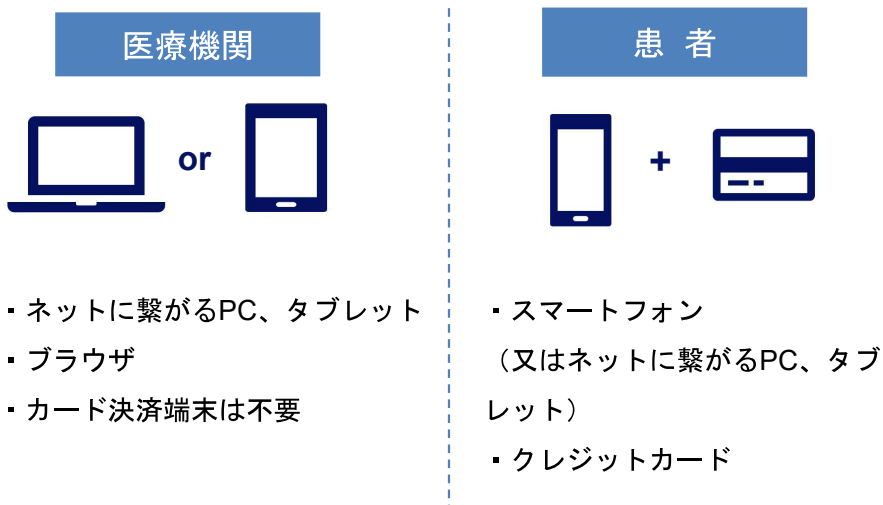 医療機関
or
・ネットに繋がるPC、タブレット
・ブラウザ
・カード決済端末は不要
患 者
+
・スマートフォン
（又はネットに繋がるPC、タブ
レット）
・クレジットカード